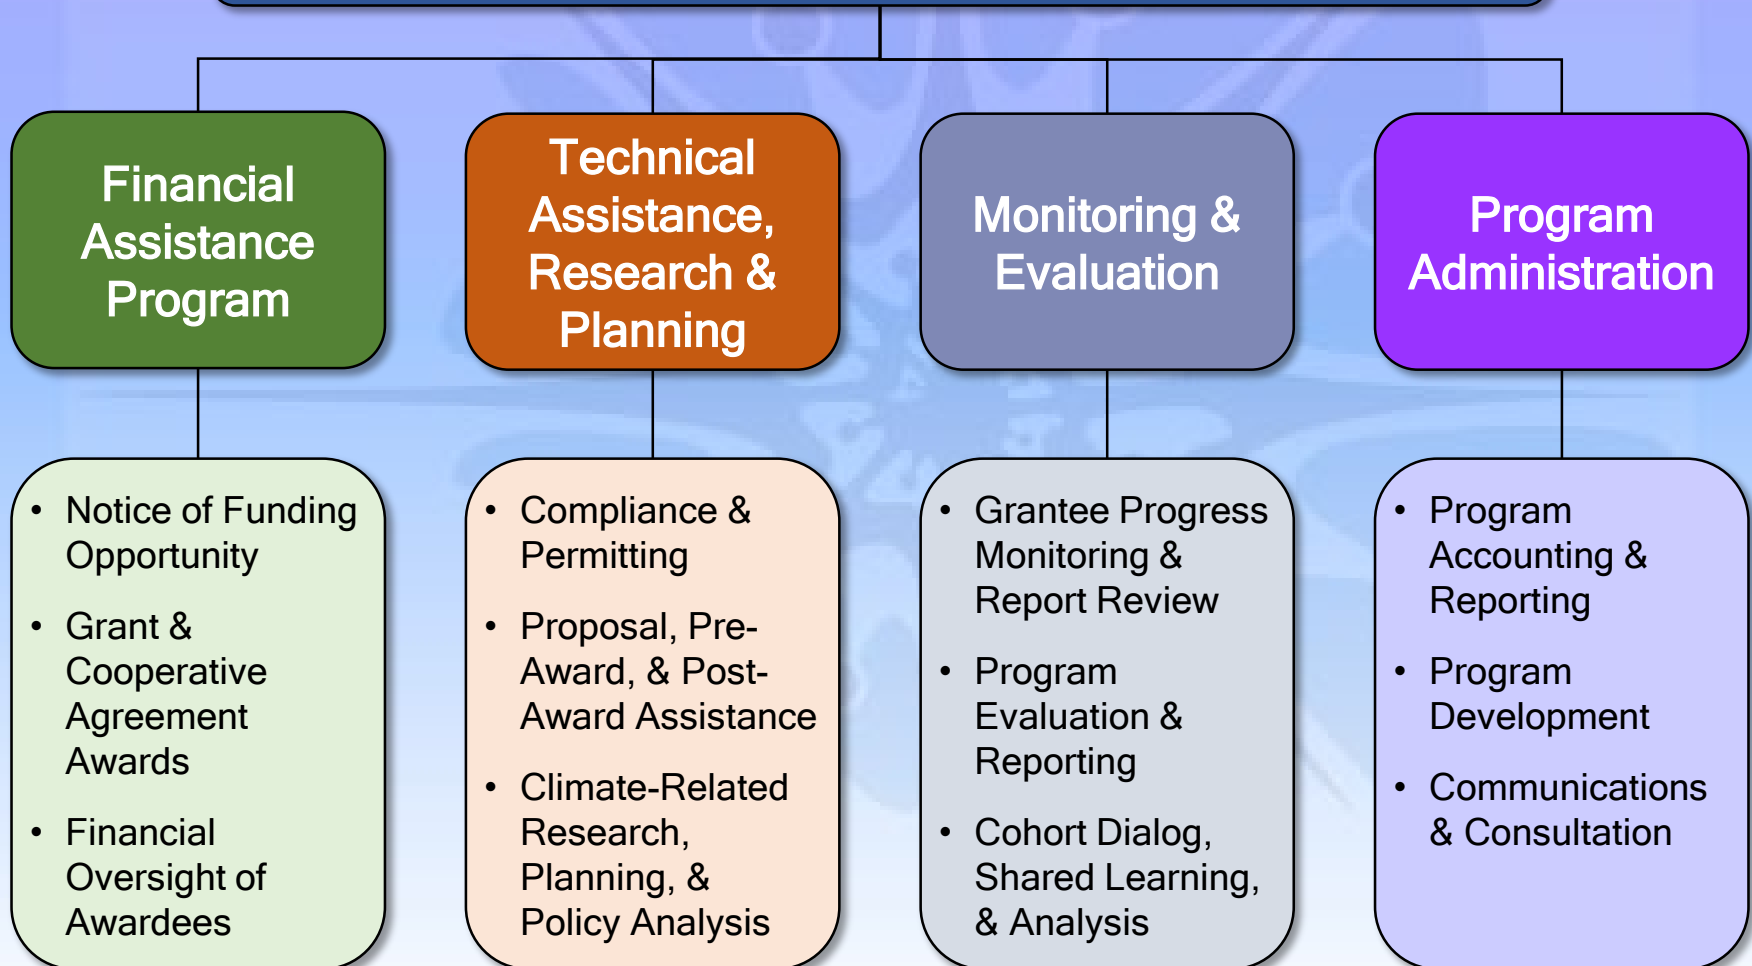 Financial
Assistance
Program
Technical
Assistance,
Research &
Planning
Monitoring &
Evaluation
Program
Administration
• Notice of Funding
Opportunity
• Grant &
Cooperative
Agreement
Awards
• Financial
Oversight of
Awardees
• Compliance &
Permitting
• Proposal, Pre-
Award, & Post-
Award Assistance
• Climate-Related
Research,
Planning, &
Policy Analysis
• Grantee Progress
Monitoring &
Report Review
• Program
Evaluation &
Reporting
• Cohort Dialog,
Shared Learning,
& Analysis
• Program
Accounting &
Reporting
• Program
Development
• Communications
& Consultation